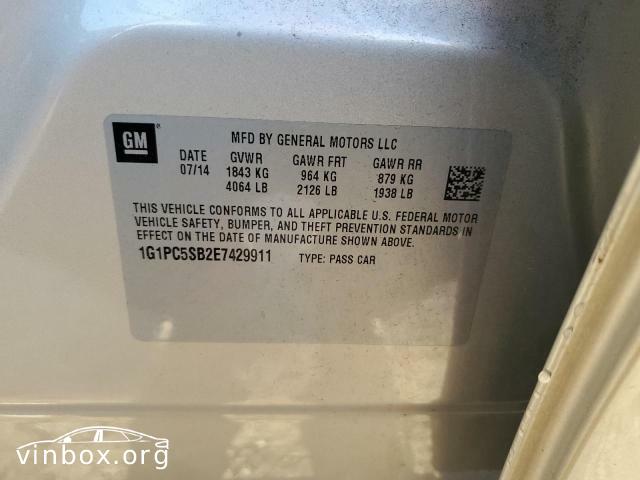 GM ®
MFD BY GENERAL MOTORS LLC
DATE GVWR GAWR FRT GAWR RR
07/14 1843 KG 964 KG 879 KG
4064 LB 2126 LB 1938 LB
THIS VEHICLE CONFORMS TO ALL APPLICABLE U.S. FEDERAL MOTOR
VEHICLE SAFETY, BUMPER, AND THEFT PREVENTION STANDARDS IN
EFFECT ON THE DATE OF MANUFACTURE SHOWN ABOVE.
1G1PC5SB2E7429911 TYPE: PASS CAR
vinbox.org